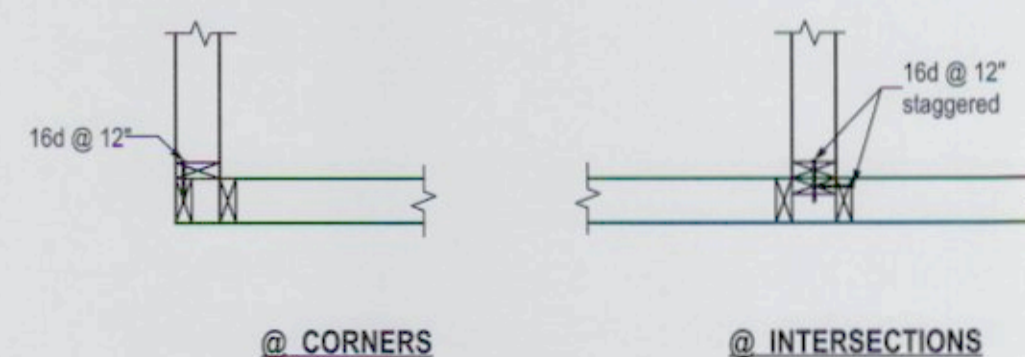 16d @ 12"
16d @ 12"
staggered
@ CORNERS
@ INTERSECTIONS